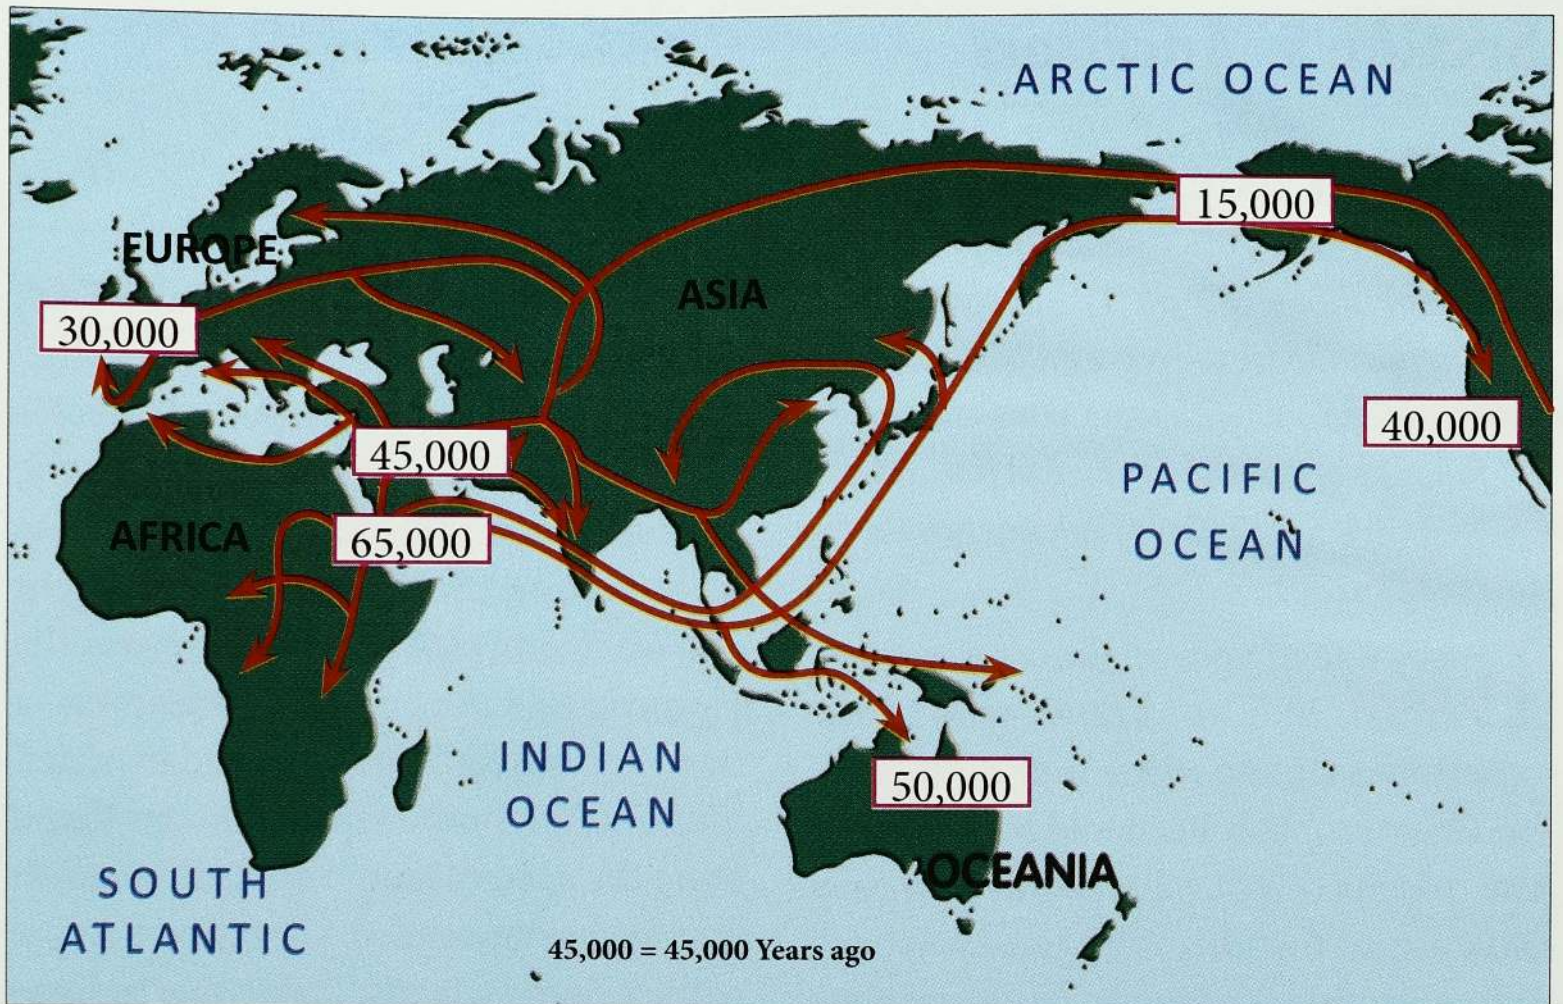 ARCTIC OCEAN
15,000
EUROPE
ASIA
30,000
40,000
45,000
PACIFIC
OCEAN
AFRICA
65,000
INDIAN
OCEAN
50,000
OCEANIA
SOUTH
ATLANTIC
45,000 = 45,000 Years ago